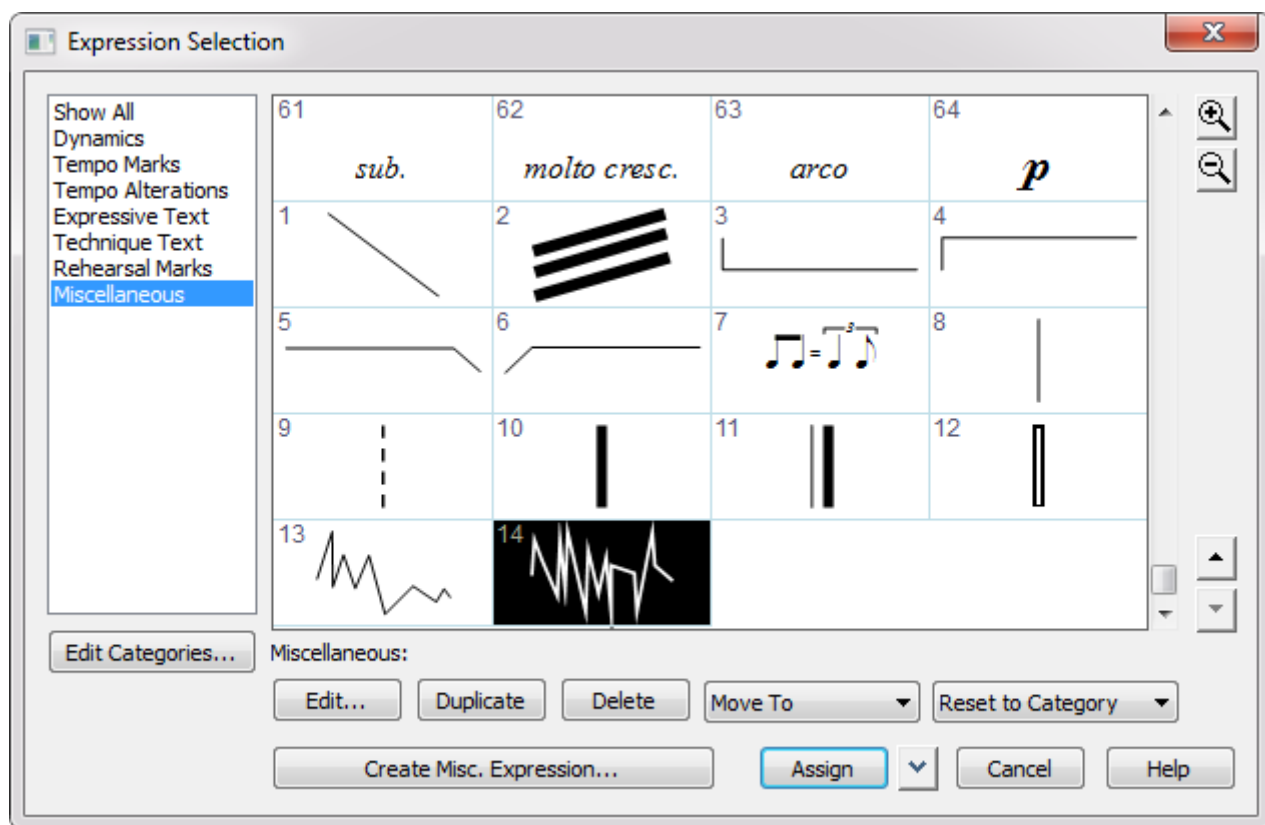 Expression Selection
Show All
Dynamics
Tempo Marks
Tempo Alterations
Expressive Text
Technique Text
Rehearsal Marks
Miscellaneous
61 62 63 64
sub. molto cresc. arco p
1 2 3 4
5 6 7 8
3
=
9 10 11 12
13 14
Edit Categories... Miscellaneous:
Edit... Duplicate Delete Move To Reset to Category
Create Misc. Expression... Assign Cancel Help